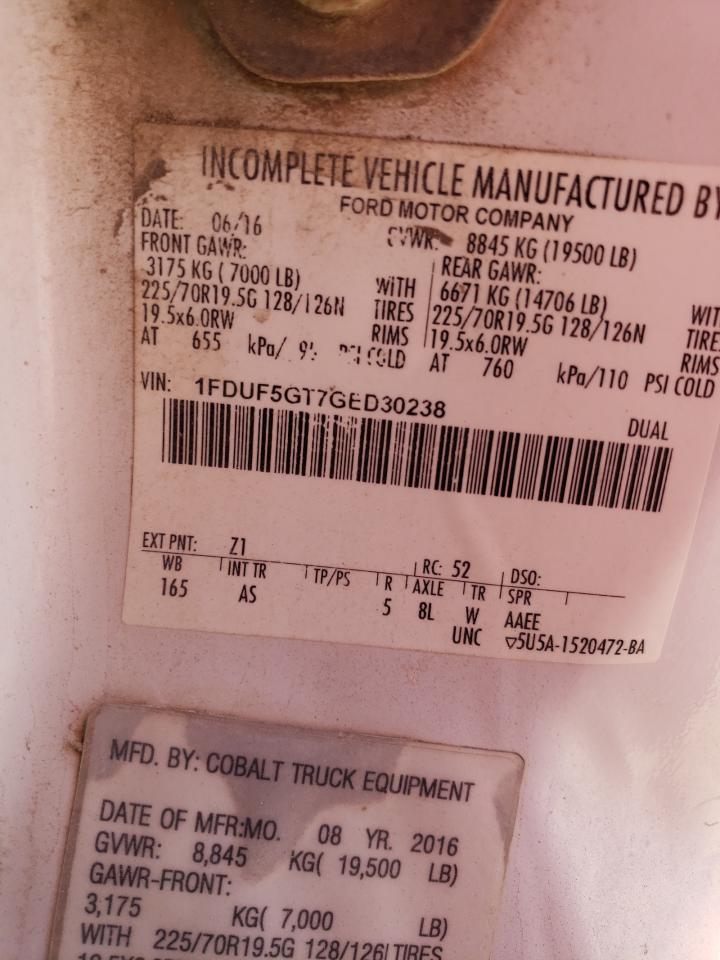 INCOMPLETE VEHICLE MANUFACTURED BY
FORD MOTOR COMPANY
DATE: 06/16 GVWR: 8845 KG (19500 LB)
FRONT GAWR: REAR GAWR:
3175 KG ( 7000 LB) WITH 6671 KG (14706 LB) WIT
225/70R19.5G 128/126N TIRES 225/70R19.5G 128/126N TIRE
19.5x6.0RW RIMS 19.5x6.0RW RIMS
AT 655 kPa/ PSI COLD AT 760 kPa/110 PSI COLD
VIN: 1FDUF5GT7GED30238
DUAL
EXT PNT: Z1 RC: 52 DSO:
WB INT TR TP/PS R AXLE TR SPR
165 AS 5 8L W AAEE
UNC ▽5U5A-1520472-BA
MFD. BY: COBALT TRUCK EQUIPMENT
DATE OF MFR:MO. 08 YR. 2016
GVWR: 8,845 KG( 19,500 LB)
GAWR-FRONT:
3,175 KG( 7,000 LB)
WITH 225/70R19.5G 128/126 TIRES